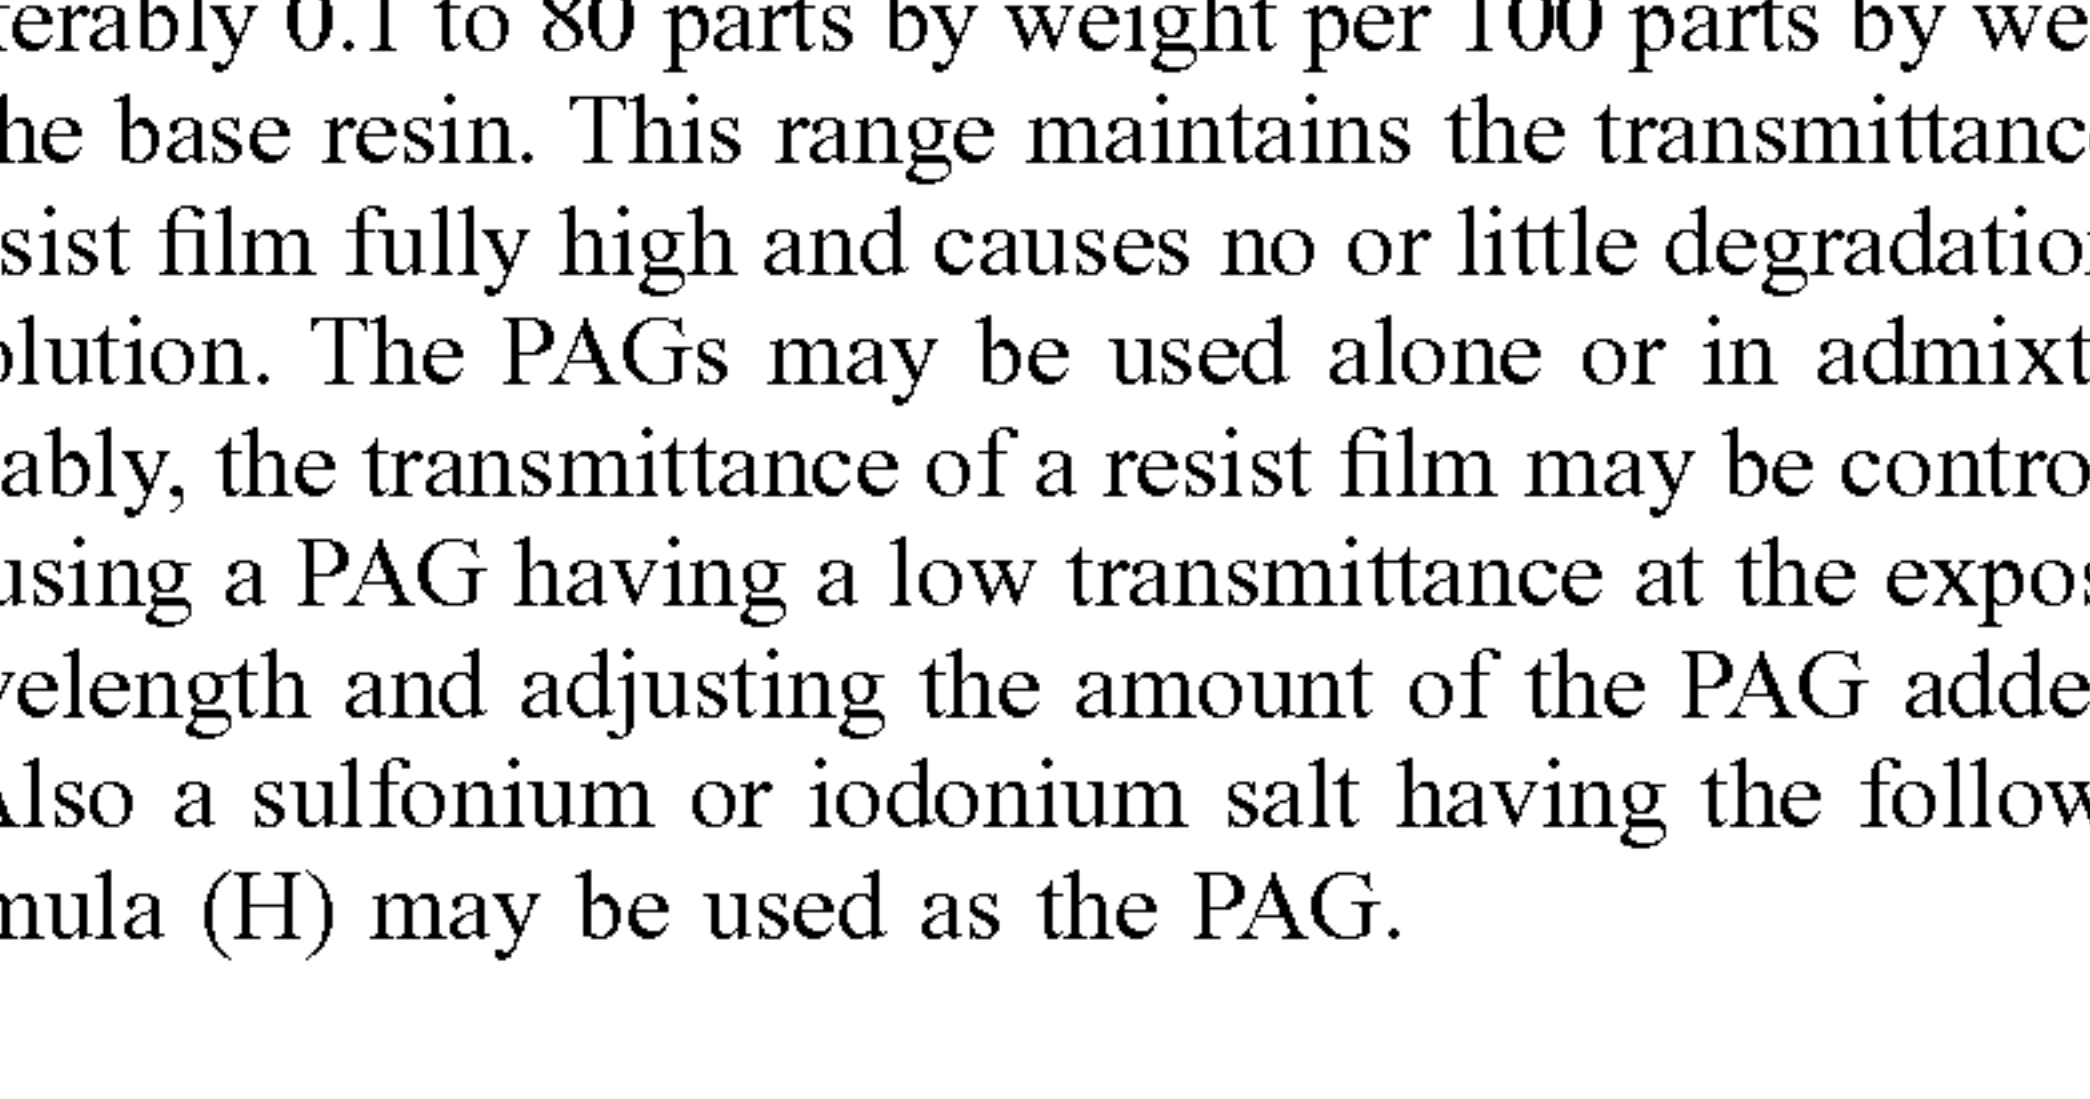 erably 0.1 to 80 parts by weight per 100 parts by we
he base resin. This range maintains the transmittanc
sist film fully high and causes no or little degradatio
olution. The PAGs may be used alone or in admixt
ably, the transmittance of a resist film may be contro
using a PAG having a low transmittance at the expos
velength and adjusting the amount of the PAG adde
Also a sulfonium or iodonium salt having the follow
mula (H) may be used as the PAG.